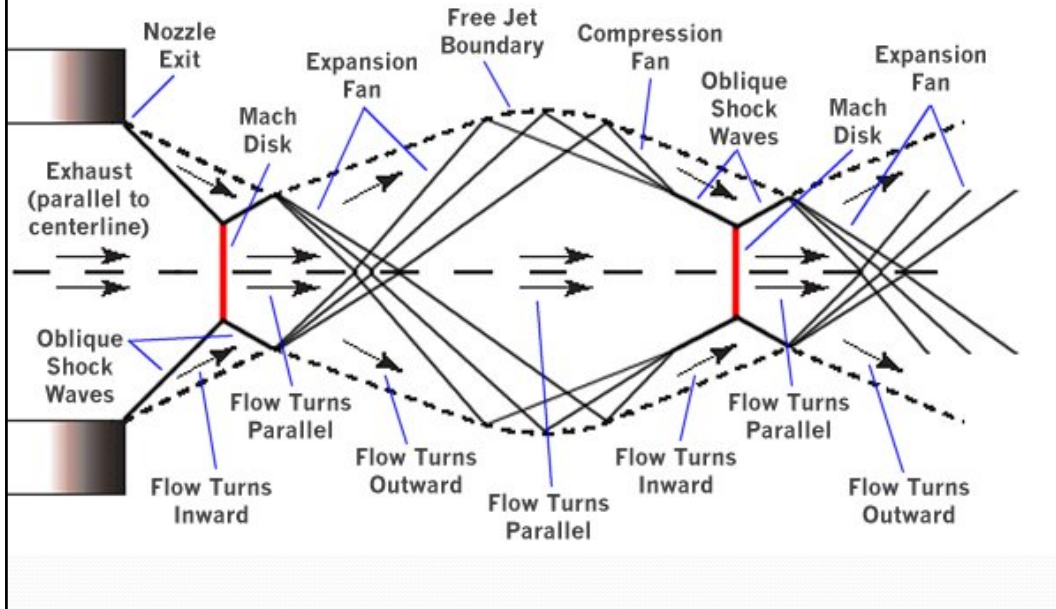 Nozzle
Exit
Expansion
Fan
Free Jet
Boundary
Compression
Fan
Expansion
Fan
Mach
Disk
Oblique
Shock
Waves
Mach
Disk
Exhaust
(parallel to
centerline)
Oblique
Shock
Waves
Flow Turns
Inward
Flow Turns
Parallel
Flow Turns
Outward
Flow Turns
Parallel
Flow Turns
Inward
Flow Turns
Parallel
Flow Turns
Outward